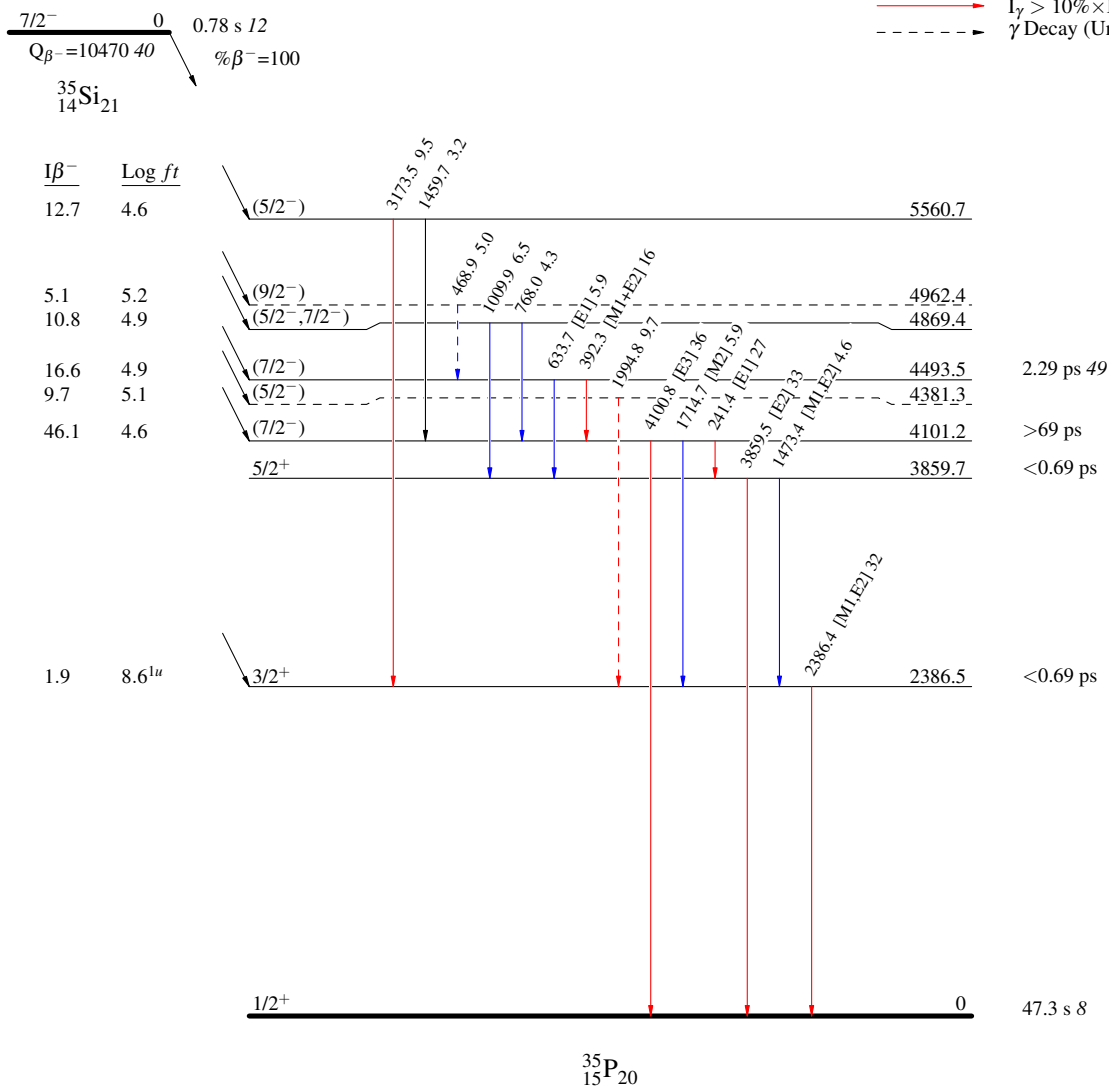 7/2⁻ 0 0.78 s 12
Qβ⁻=10470 40
%β⁻=100
³⁵₁₄Si₂₁
I_γ > 10%×I
γ Decay (Un
Iβ⁻ Log ft
3173.5 9.5
1459.7 3.2
468.9 5.0
1009.9 6.5
768.0 4.3
633.7 [E1] 5.9
392.3 [M1+E2] 16
1994.8 9.7
4100.8 [E3] 36
1714.7 [M2] 5.9
241.4 [E1] 27
3859.5 [E2] 33
1473.4 [M1,E2] 4.6
2386.4 [M1,E2] 32
12.7 4.6 (5/2⁻) 5560.7
5.1 5.2 (9/2⁻) 4962.4
10.8 4.9 (5/2⁻,7/2⁻) 4869.4
16.6 4.9 (7/2⁻) 4493.5 2.29 ps 49
9.7 5.1 (5/2⁻) 4381.3
46.1 4.6 (7/2⁻) 4101.2 >69 ps
5/2⁺ 3859.7 <0.69 ps
1.9 8.6¹ᵘ 3/2⁺ 2386.5 <0.69 ps
1/2⁺ 0 47.3 s 8
³⁵₁₅P₂₀